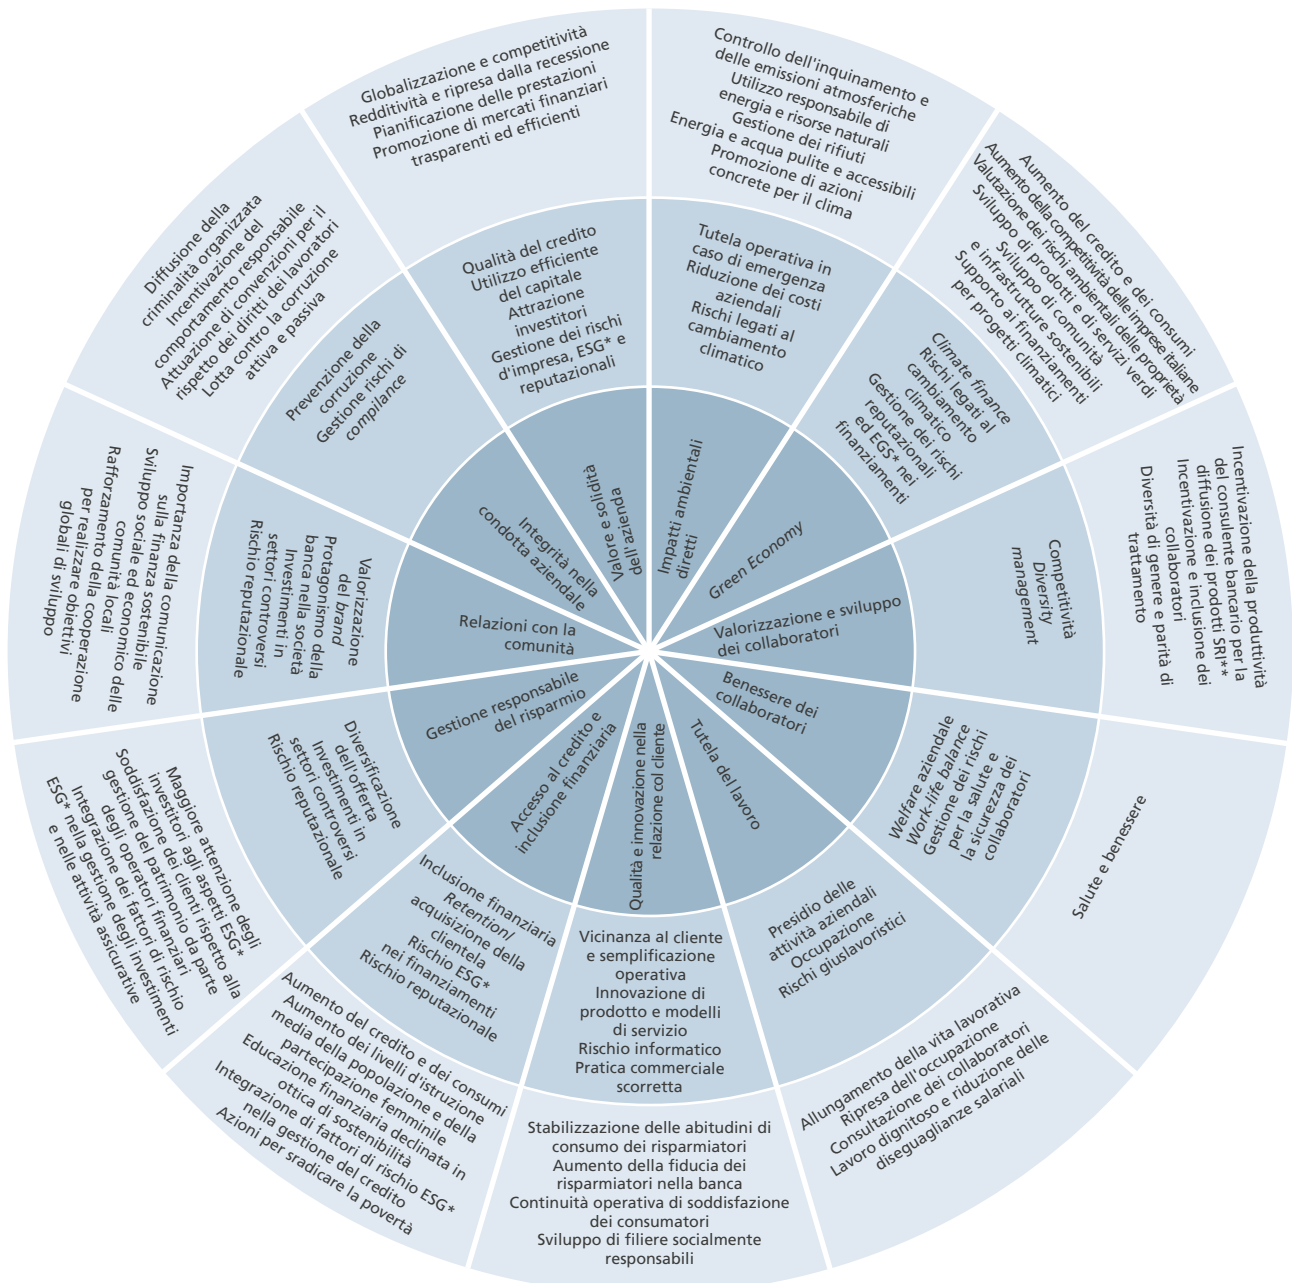 Globalizzazione e competitività
Redditività e ripresa dalla recessione
Pianificazione delle prestazioni
Promozione di mercati finanziari
trasparenti ed efficienti
Qualità del credito
Utilizzo efficiente
del capitale
Attrazione
investitori
Gestione dei rischi
d'impresa, ESG* e
reputazionali
Valore e solidità
dell' azienda
Controllo dell'inquinamento e
delle emissioni atmosferiche
Utilizzo responsabile di
energia e risorse naturali
Gestione dei rifiuti
Energia e acqua pulite e accessibili
Promozione di azioni
concrete per il clima
Tutela operativa in
caso di emergenza
Riduzione dei costi
aziendali
Rischi legati al
cambiamento
climatico
Impatti ambientali
diretti
Aumento del credito e dei consumi
Aumento della competitività delle imprese italiane
Valutazione dei rischi ambientali delle proprietà
Sviluppo di prodotti e di servizi verdi
Sviluppo di comunità
e infrastrutture sostenibili
Supporto ai finanziamenti
per progetti climatici
Climate finance
Rischi legati al
cambiamento
climatico
Gestione dei rischi
reputazionali
ed EGS* nei
finanziamenti
Green Economy
Incentivazione della produttività
del consulente bancario per la
diffusione dei prodotti SRI**
Incentivazione e inclusione dei
collaboratori
Diversità di genere e parità di
trattamento
Competitività
Diversity
management
Valorizzazione e sviluppo
dei collaboratori
Salute e benessere
Welfare aziendale
Work-life balance
Gestione dei rischi
per la salute e
la sicurezza dei
collaboratori
Benessere dei
collaboratori
Allungamento della vita lavorativa
Ripresa dell'occupazione
Consultazione dei collaboratori
Lavoro dignitoso e riduzione delle
diseguaglianze salariali
Presidio delle
attività aziendali
Occupazione
Rischi giuslavoristici
Tutela del lavoro
Qualità e innovazione nella
relazione col cliente
Vicinanza al cliente
e semplificazione
operativa
Innovazione di
prodotto e modelli
di servizio
Rischio informatico
Pratica commerciale
scorretta
Stabilizzazione delle abitudini di
consumo dei risparmiatori
Aumento della fiducia dei
risparmiatori nella banca
Continuità operativa di soddisfazione
dei consumatori
Sviluppo di filiere socialmente
responsabili
Accesso al credito e
inclusione finanziaria
Inclusione finanziaria
Retention/
acquisizione della
clientela
Rischio ESG*
nei finanziamenti
Rischio reputazionale
Aumento del credito e dei consumi
Aumento dei livelli d'istruzione
media della popolazione e della
partecipazione femminile
Educazione finanziaria declinata in
ottica di sostenibilità
Integrazione di fattori di rischio ESG*
nella gestione del credito
Azioni per sradicare la povertà
Gestione responsabile
del risparmio
Diversificazione
dell'offerta
Investimenti in
settori controversi
Rischio reputazionale
Maggiore attenzione degli
investitori agli aspetti ESG*
Soddisfazione dei clienti rispetto alla
gestione del patrimonio da parte
degli operatori finanziari
Integrazione dei fattori di rischio
ESG* nella gestione degli investimenti
e nelle attività assicurative
Relazioni con la
comunità
Valorizzazione
del brand
Protagonismo della
banca nella società
Investimenti in
settori controversi
Rischio reputazionale
Importanza della comunicazione
sulla finanza sostenibile
Sviluppo sociale ed economico delle
comunità locali
Rafforzamento della cooperazione
per realizzare obiettivi
globali di sviluppo
Integrità nella
condotta aziendale
Prevenzione della
corruzione
Gestione rischi di
compilance
Diffusione della
criminalità organizzata
Incentivazione del
comportamento responsabile
Attuazione di convenzioni per il
rispetto dei diritti dei lavoratori
Lotta contro la corruzione
attiva e passiva